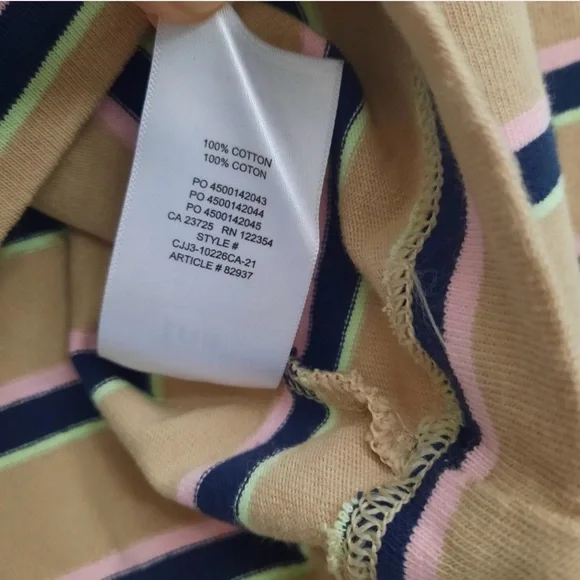 100% COTTON
100% COTON
PO 4500142043
PO 4500142044
PO 4500142045
CA 23725 RN 122354
STYLE #
CJJ3-10226CA-21
ARTICLE # 82937